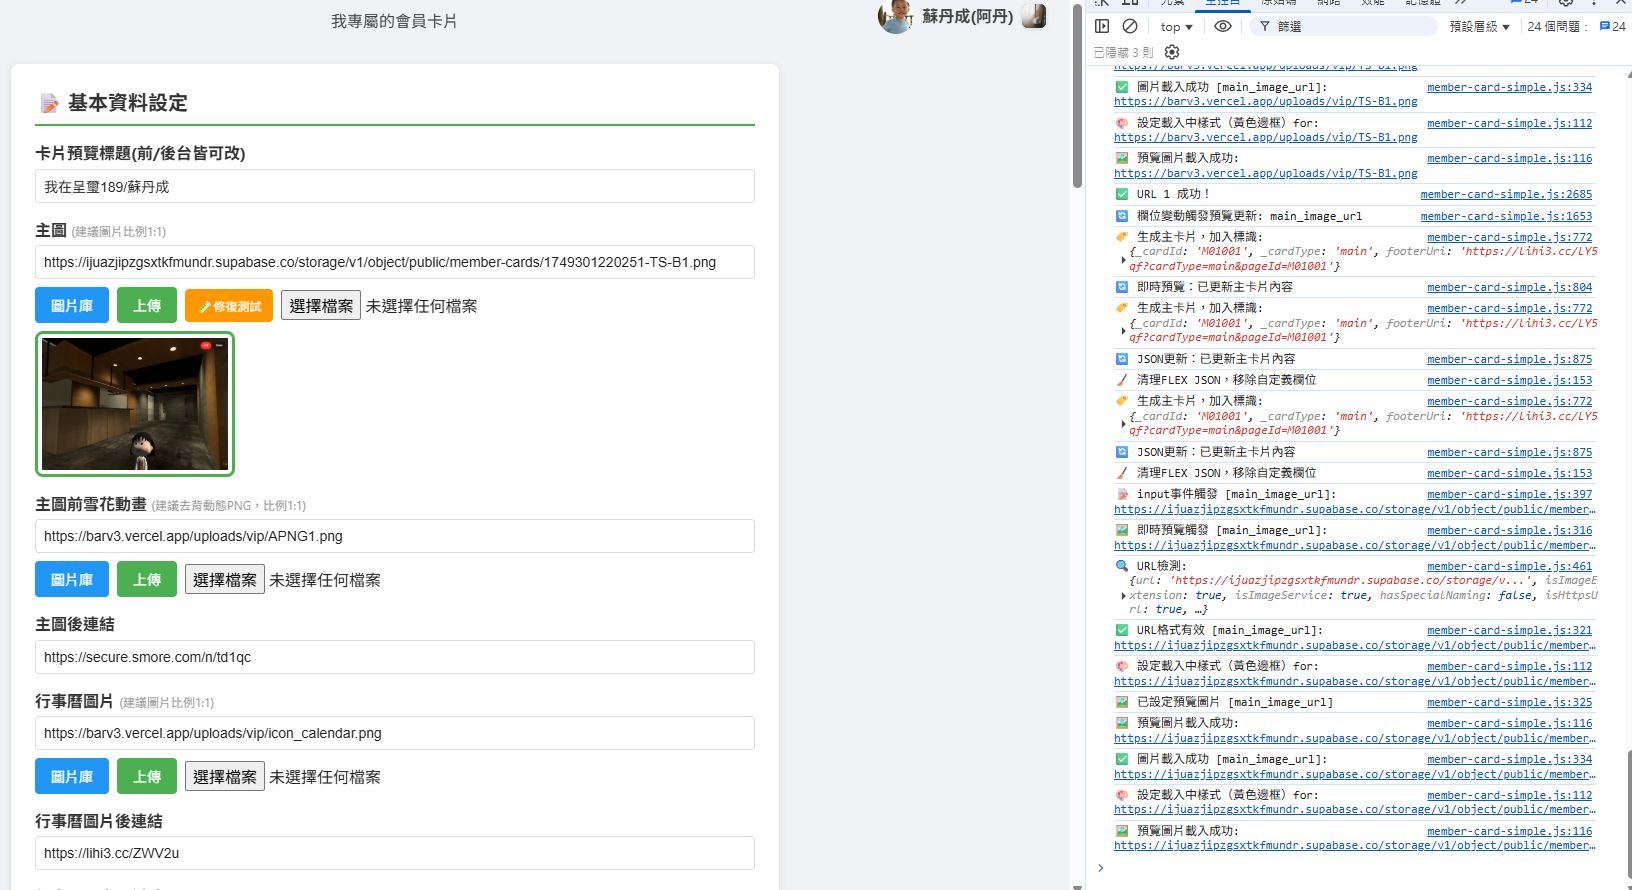 我專屬的會員卡片
蘇丹成(阿丹)
基本資料設定
卡片預覽標題(前/後台皆可改)
我在呈璽189/蘇丹成
主圖 (建議圖片比例1:1)
https://ijuazjipzgsxtkfmundr.supabase.co/storage/v1/object/public/member-cards/1749301220251-TS-B1.png
圖片庫 上傳 修復測試 選擇檔案 未選擇任何檔案
主圖前雪花動畫 (建議去背動態PNG，比例1:1)
https://barv3.vercel.app/uploads/vip/APNG1.png
圖片庫 上傳 選擇檔案 未選擇任何檔案
主圖後連結
https://secure.smore.com/n/td1qc
行事曆圖片 (建議圖片比例1:1)
https://barv3.vercel.app/uploads/vip/icon_calendar.png
圖片庫 上傳 選擇檔案 未選擇任何檔案
行事曆圖片後連結
https://lihi3.cc/ZWV2u
top 篩選 預設層級 24 個問題： 24
已隱藏 3 則
https://barv3.vercel.app/uploads/vip/TS-B1.png
圖片載入成功 [main_image_url]: member-card-simple.js:334
https://barv3.vercel.app/uploads/vip/TS-B1.png
設定載入中樣式（黃色邊框）for: member-card-simple.js:112
https://barv3.vercel.app/uploads/vip/TS-B1.png
預覽圖片載入成功: member-card-simple.js:116
https://barv3.vercel.app/uploads/vip/TS-B1.png
URL 1 成功！ member-card-simple.js:2685
欄位變動觸發預覽更新: main_image_url member-card-simple.js:1653
生成主卡片，加入標識: member-card-simple.js:772
{_cardId: 'M01001', _cardType: 'main', footerUri: 'https://lihi3.cc/LY5
qf?cardType=main&pageId=M01001'}
即時預覽：已更新主卡片內容 member-card-simple.js:804
生成主卡片，加入標識: member-card-simple.js:772
{_cardId: 'M01001', _cardType: 'main', footerUri: 'https://lihi3.cc/LY5
qf?cardType=main&pageId=M01001'}
JSON更新：已更新主卡片內容 member-card-simple.js:875
清理FLEX JSON，移除自定義欄位 member-card-simple.js:153
生成主卡片，加入標識: member-card-simple.js:772
{_cardId: 'M01001', _cardType: 'main', footerUri: 'https://lihi3.cc/LY5
qf?cardType=main&pageId=M01001'}
JSON更新：已更新主卡片內容 member-card-simple.js:875
清理FLEX JSON，移除自定義欄位 member-card-simple.js:153
input事件觸發 [main_image_url]: member-card-simple.js:397
https://ijuazjipzgsxtkfmundr.supabase.co/storage/v1/object/public/member…
即時預覽觸發 [main_image_url]: member-card-simple.js:316
https://ijuazjipzgsxtkfmundr.supabase.co/storage/v1/object/public/member…
URL檢測: member-card-simple.js:461
{url: 'https://ijuazjipzgsxtkfmundr.supabase.co/storage/v...', isImageE
xtension: true, isImageService: true, hasSpecialNaming: false, isHttpsU
rl: true, …}
URL格式有效 [main_image_url]: member-card-simple.js:321
https://ijuazjipzgsxtkfmundr.supabase.co/storage/v1/object/public/member…
設定載入中樣式（黃色邊框）for: member-card-simple.js:112
https://ijuazjipzgsxtkfmundr.supabase.co/storage/v1/object/public/member…
已設定預覽圖片 [main_image_url] member-card-simple.js:325
預覽圖片載入成功: member-card-simple.js:116
https://ijuazjipzgsxtkfmundr.supabase.co/storage/v1/object/public/member…
圖片載入成功 [main_image_url]: member-card-simple.js:334
https://ijuazjipzgsxtkfmundr.supabase.co/storage/v1/object/public/member…
設定載入中樣式（黃色邊框）for: member-card-simple.js:112
https://ijuazjipzgsxtkfmundr.supabase.co/storage/v1/object/public/member…
預覽圖片載入成功: member-card-simple.js:116
https://ijuazjipzgsxtkfmundr.supabase.co/storage/v1/object/public/member…